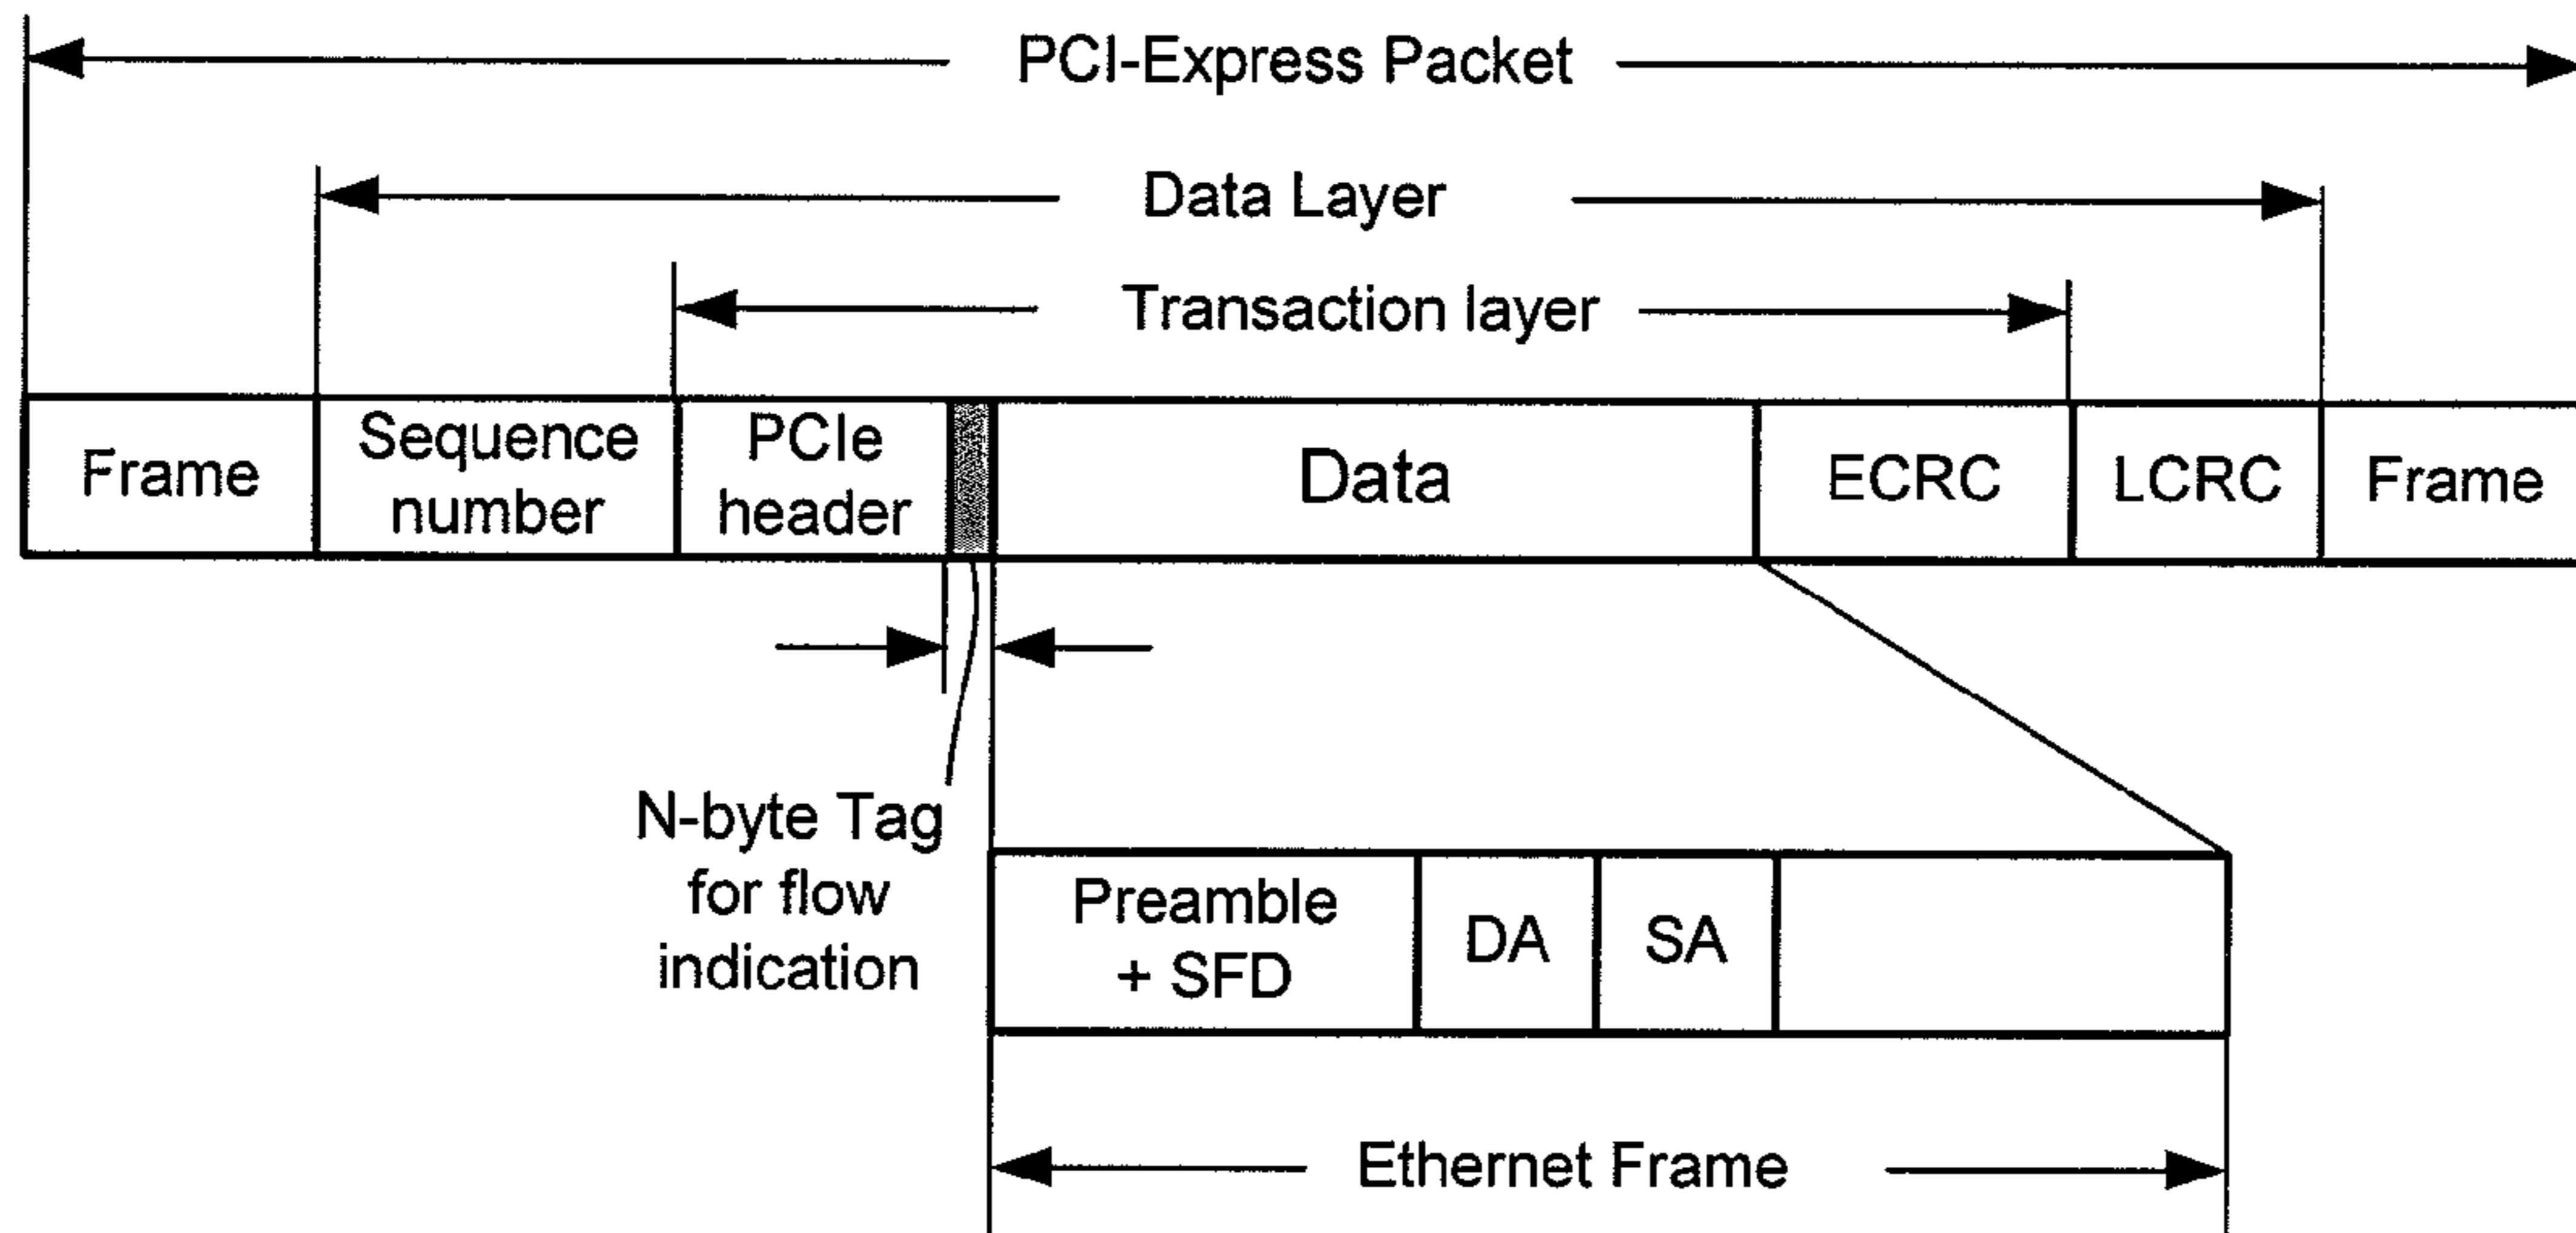 PCI-Express Packet
Data Layer
Transaction layer
Frame
Sequence
number
PCIe
header
Data
ECRC
LCRC
Frame
N-byte Tag
for flow
indication
Preamble
+ SFD
DA
SA
Ethernet Frame